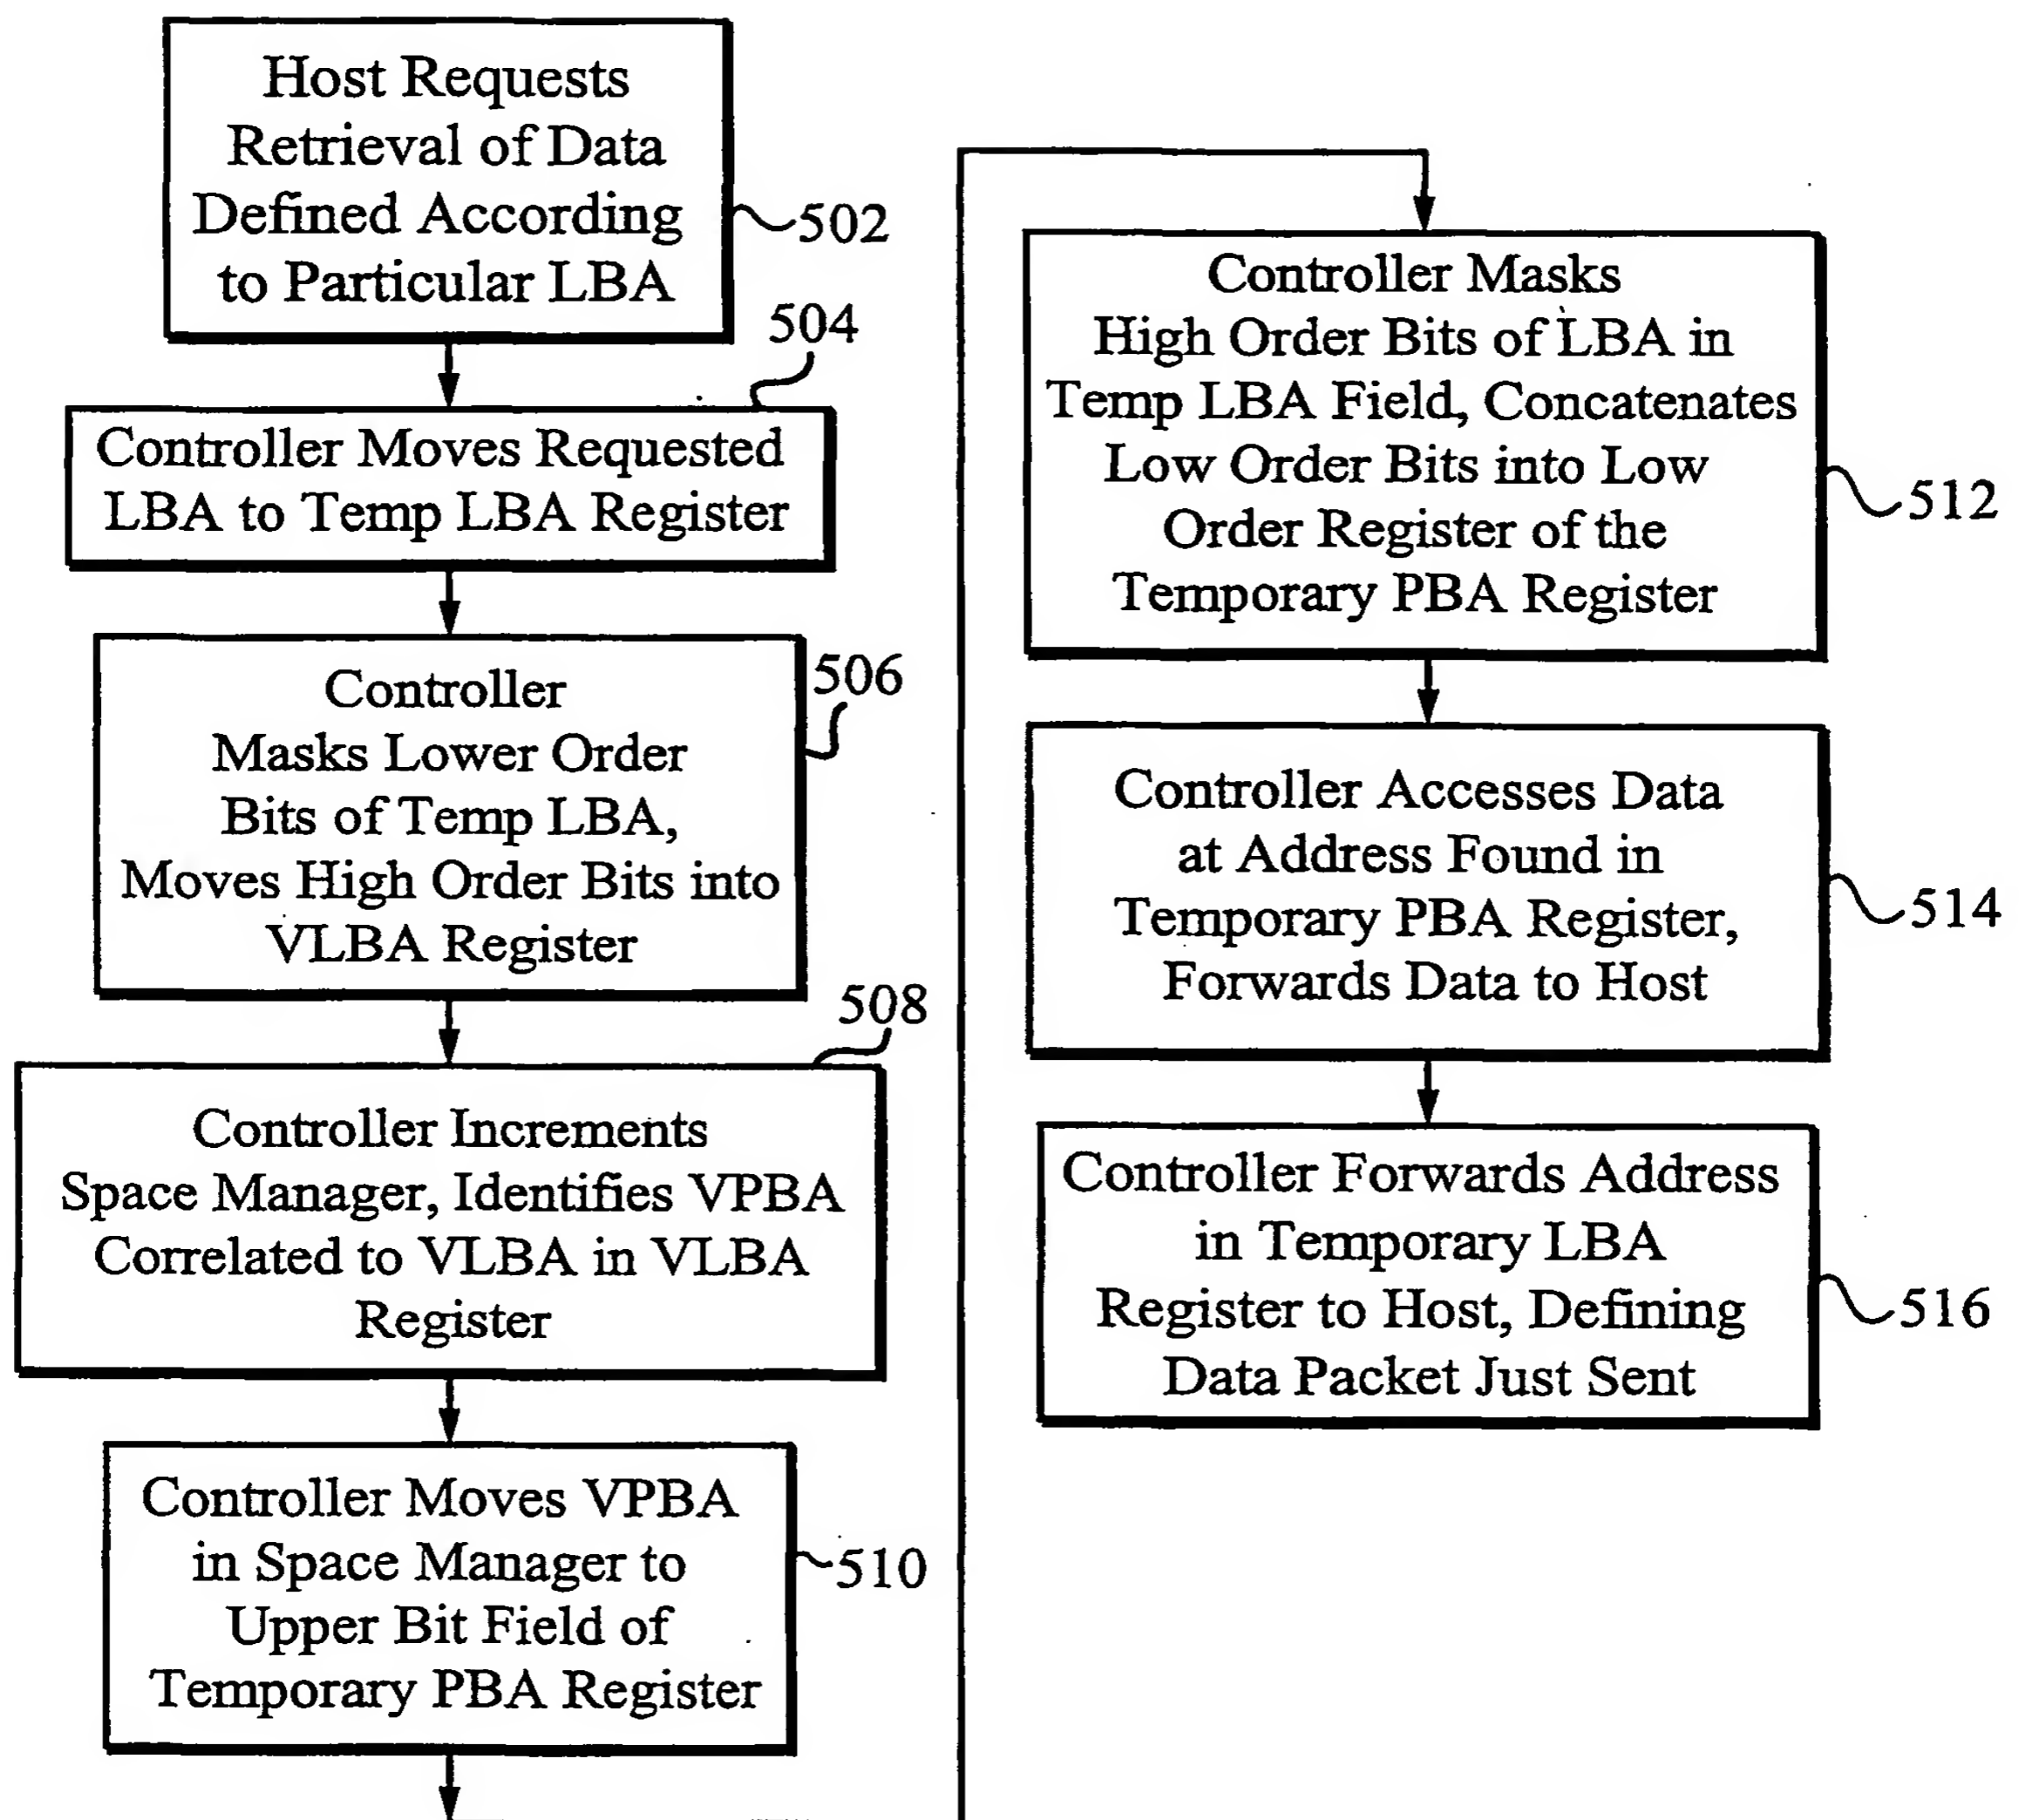 Host Requests
Retrieval of Data
Defined According
to Particular LBA
502
504
Controller Moves Requested
LBA to Temp LBA Register
Controller
Masks Lower Order
Bits of Temp LBA,
Moves High Order Bits into
VLBA Register
506
508
Controller Increments
Space Manager, Identifies VPBA
Correlated to VLBA in VLBA
Register
Controller Moves VPBA
in Space Manager to
Upper Bit Field of
Temporary PBA Register
510
Controller Masks
High Order Bits of LBA in
Temp LBA Field, Concatenates
Low Order Bits into Low
Order Register of the
Temporary PBA Register
512
Controller Accesses Data
at Address Found in
Temporary PBA Register,
Forwards Data to Host
514
Controller Forwards Address
in Temporary LBA
Register to Host, Defining
Data Packet Just Sent
516